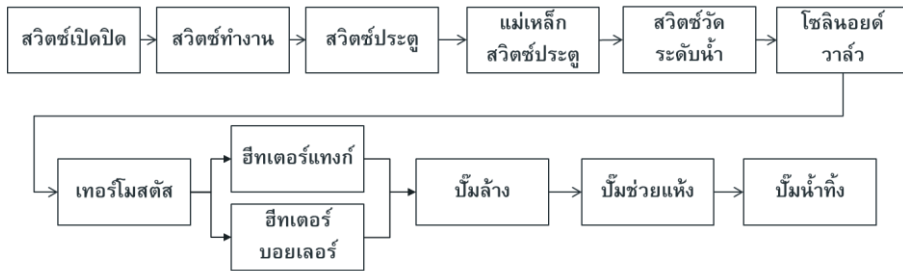 สวิตซ์เปิดปิด
สวิตซ์ทำงาน
สวิตซ์ประตู
แม่เหล็ก
สวิตซ์ประตู
สวิตซ์วัด
ระดับน้ำ
โซลินอยด์
วาล์ว
เทอร์โมสตัส
ฮีทเตอร์แทงก์
ฮีทเตอร์
บอยเลอร์
ปั๊มล้าง
ปั๊มช่วยแห้ง
ปั๊มน้ำทิ้ง